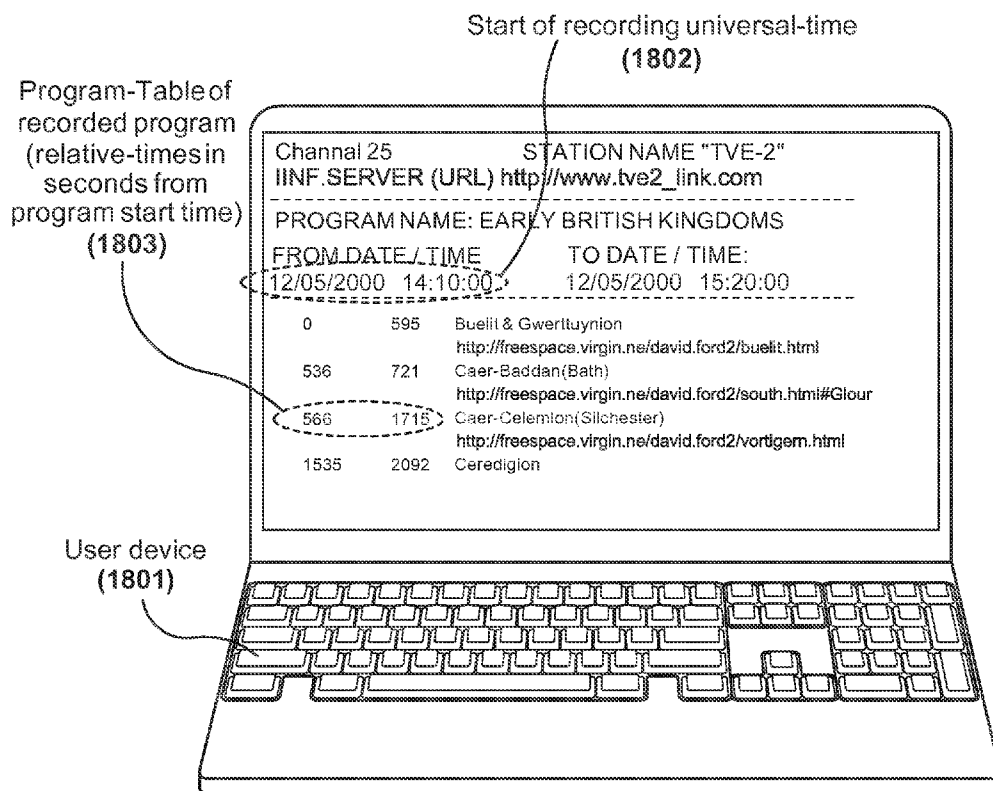 Start of recording universal-time
(1802)
Program-Table of
recorded program
(relative-times in
seconds from
program start time)
(1803)
Channal 25 STATION NAME "TVE-2"
IINF.SERVER (URL) http://www.tve2_link.com
PROGRAM NAME: EARLY BRITISH KINGDOMS
FROM DATE / TIME TO DATE / TIME:
12/05/2000 14:10:00 12/05/2000 15:20:00
0 595 Buelit & Gwerttuynion
http://freespace.virgin.ne/david.ford2/buelit.html
536 721 Caer-Baddan(Bath)
http://freespace.virgin.ne/david.ford2/south.html#Glour
566 1715 Caer-Celemion(Silchester)
http://freespace.virgin.ne/david.ford2/vortigern.html
1535 2092 Ceredigion
User device
(1801)